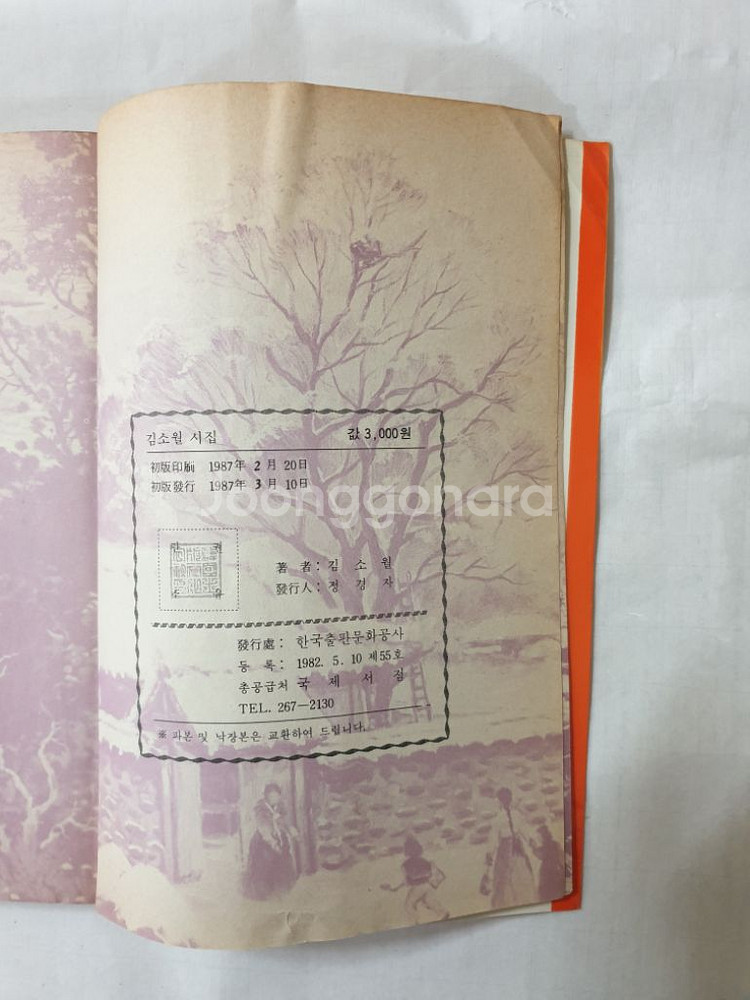 김소월 시집 값 3,000원
初版印刷 1987年 2月 20日
初版發行 1987年 3月 10日
Joonggonara
著 者: 김 소 월
發行人: 정 경 자
發行處: 한국출판문화공사
등 록: 1982. 5. 10 제55호
총공급처 국 제 서 점
TEL. 267—2130
※ 파본 및 낙장본은 교환하여 드립니다.